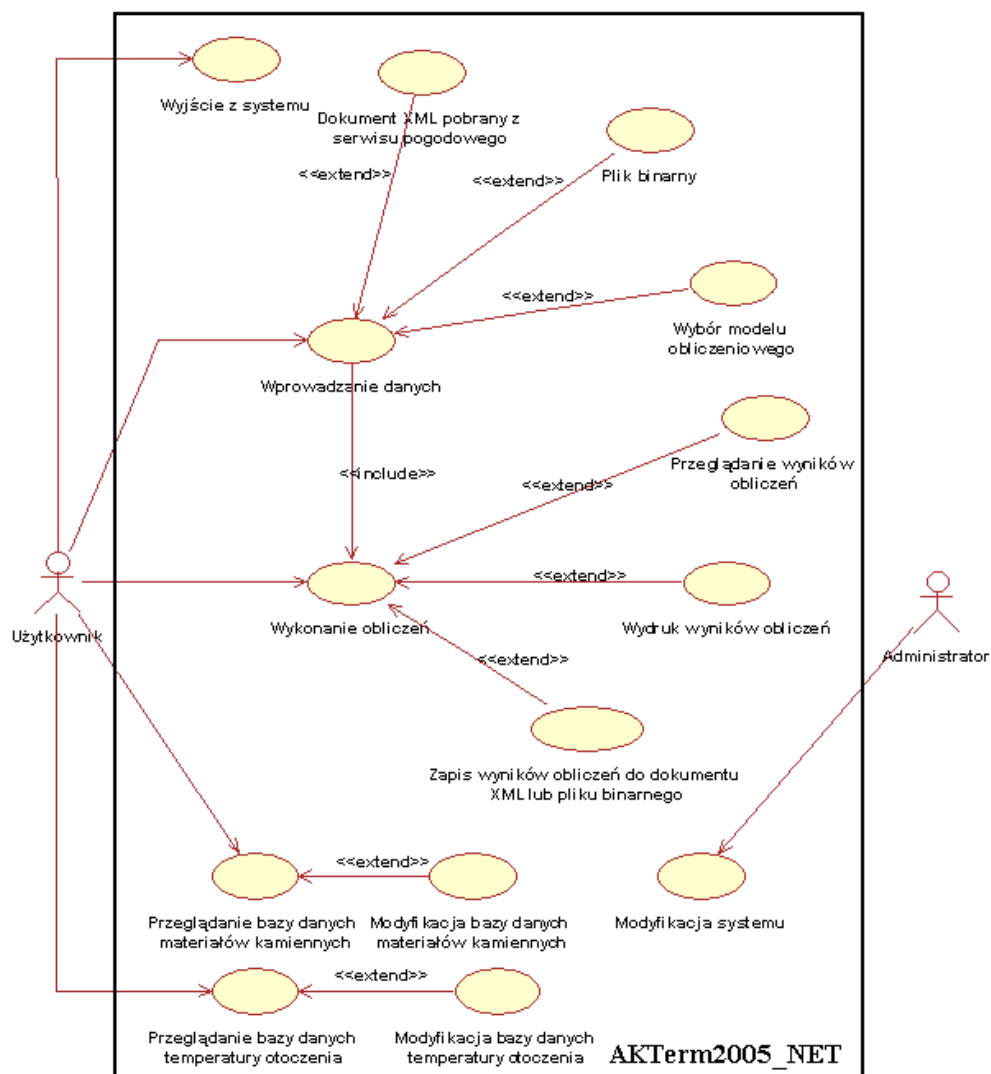 Wyjście z systemu
Dokument XML pobrany z
serwisu pogodowego
<<extend>>
<<extend>>
Plik binarny
<<extend>>
Wybór modelu
obliczeniowego
Wprowadzanie danych
<<include>>
Przeglądanie wyników
obliczeń
<<extend>>
<<extend>>
Użytkownik
Wykonanie obliczeń
Wydruk wyników obliczeń
Administrator
<<extend>>
Zapis wyników obliczeń do dokumentu
XML lub pliku binarnego
<<extend>>
Przeglądanie bazy danych
materiałów kamiennych
Modyfikacja bazy danych
materiałów kamiennych
Modyfikacja systemu
<<extend>>
Przeglądanie bazy danych
temperatury otoczenia
Modyfikacja bazy danych
temperatury otoczenia
AKTerm2005_NET